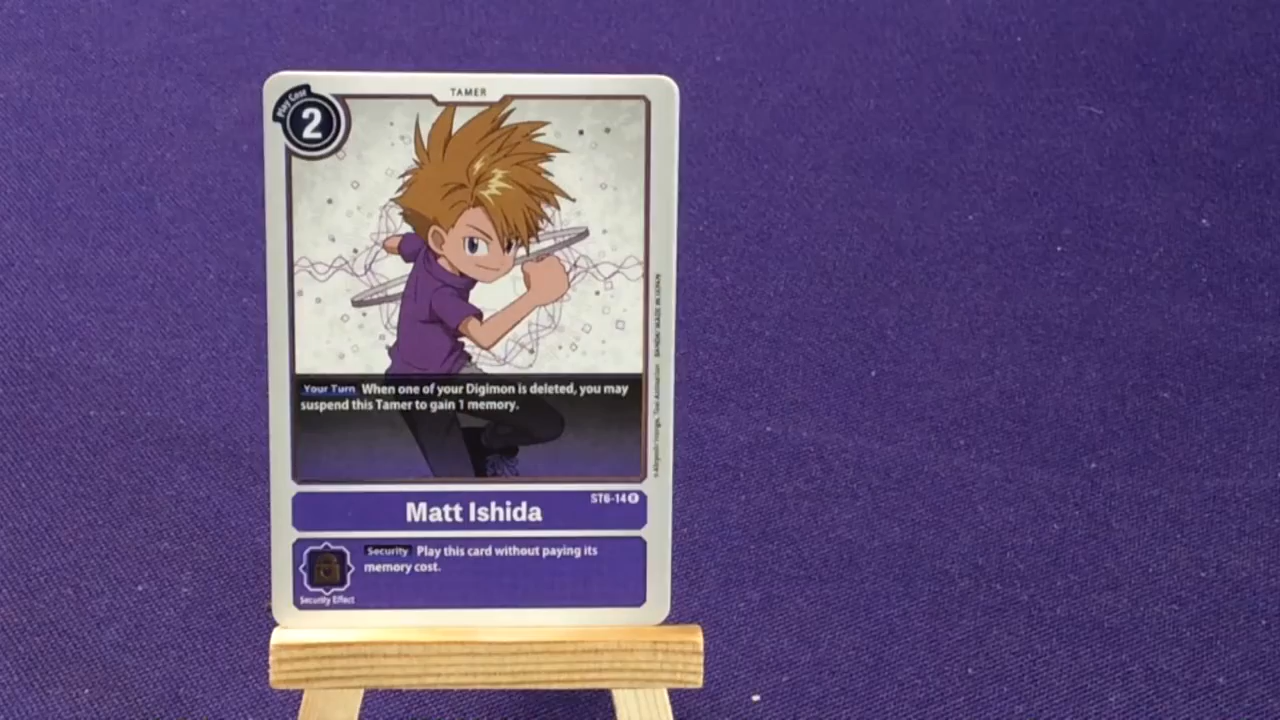 TAMER
Play Cost
2
Your Turn When one of your Digimon is deleted, you may
suspend this Tamer to gain 1 memory.
ST6-14 R
Matt Ishida
Security Play this card without paying its
memory cost.
Security Effect